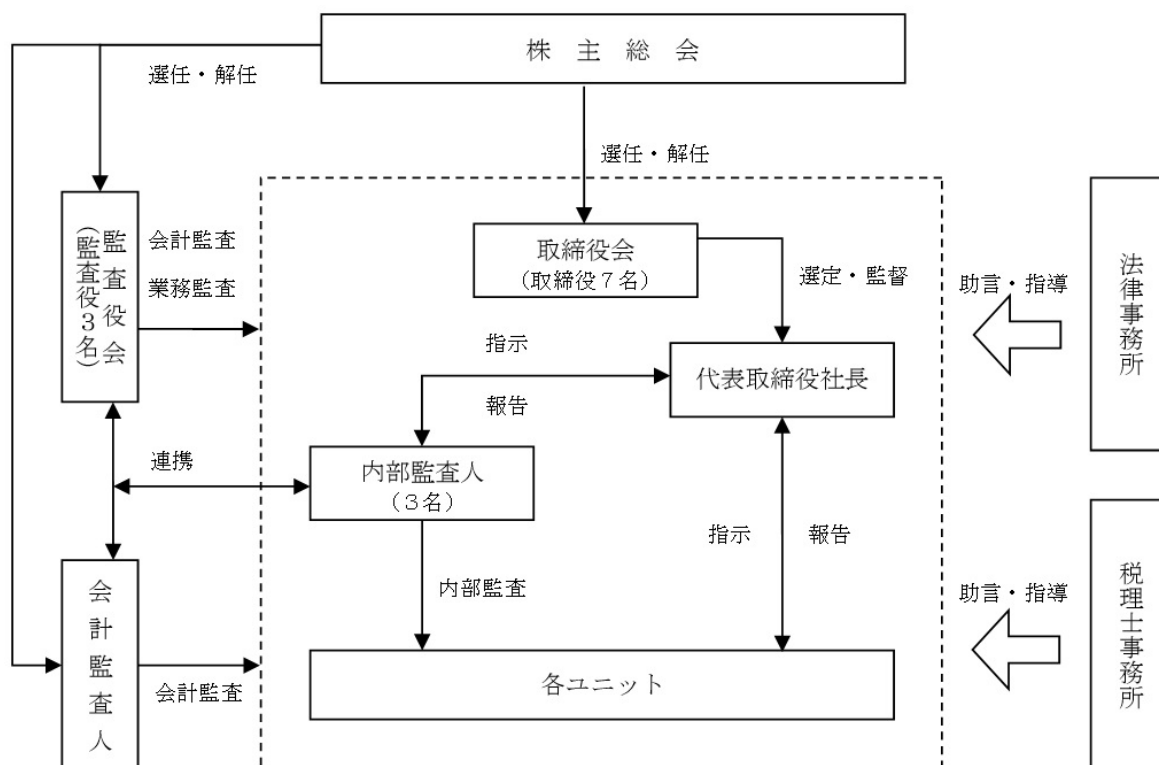 株主総会
選任・解任
選任・解任
監査役会
(監査役3名)
会計監査
業務監査
取締役会
(取締役7名)
選定・監督
助言・指導
法律事務所
指示
代表取締役社長
報告
連携
内部監査人
(3名)
指示
報告
内部監査
助言・指導
税理士事務所
会計監査人
会計監査
各ユニット